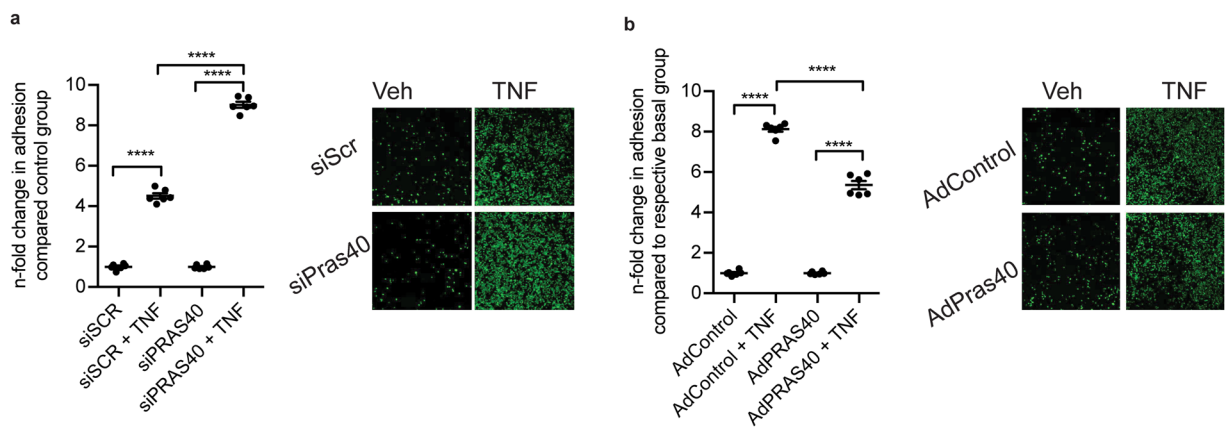 a
n-fold change in adhesion
compared control group
10
8
6
4
2
0
****
****
****
siSCR
siSCR + TNF
siPRAS40
siPRAS40 + TNF
Veh
TNF
siScr
siPras40
b
n-fold change in adhesion
compared to respective basal group
10
8
6
4
2
0
****
****
****
AdControl
AdControl + TNF
AdPRAS40
AdPRAS40 + TNF
Veh
TNF
AdControl
AdPras40